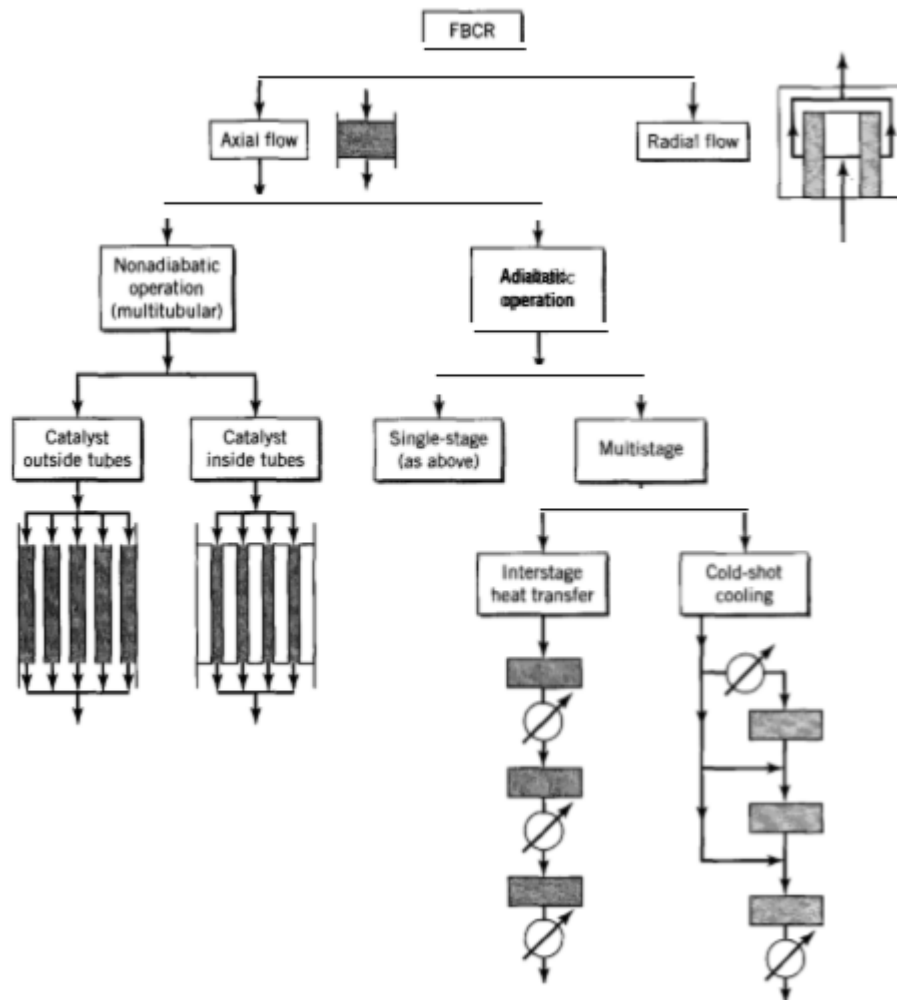 FBCR
Axial flow
Radial flow
Nonadiabatic
operation
(multitubular)
Adiabatic
operation
Catalyst
outside tubes
Catalyst
inside tubes
Single-stage
(as above)
Multistage
Interstage
heat transfer
Cold-shot
cooling